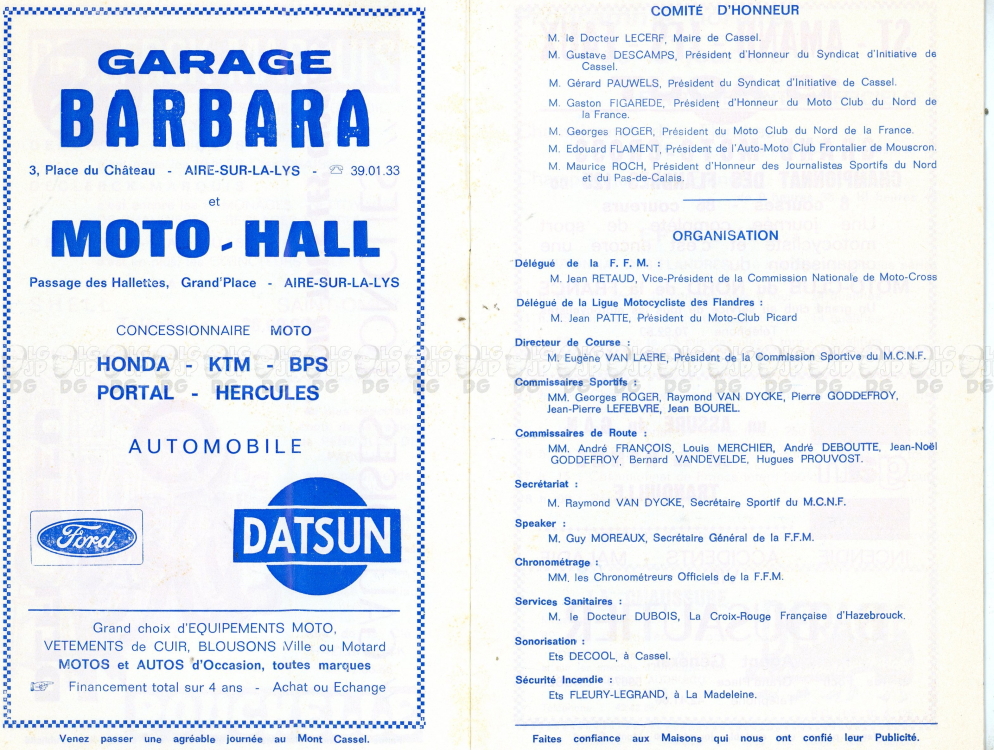 GARAGE
BARBARA
3, Place du Château - AIRE-SUR-LA-LYS - ☏ 39.01.33
et
MOTO - HALL
Passage des Hallettes, Grand'Place - AIRE-SUR-LA-LYS
CONCESSIONNAIRE MOTO
HONDA - KTM - BPS
PORTAL - HERCULES
AUTOMOBILE
Ford
DATSUN
Grand choix d'EQUIPEMENTS MOTO,
VETEMENTS de CUIR, BLOUSONS Ville ou Motard
MOTOS et AUTOS d'Occasion, toutes marques
☞ Financement total sur 4 ans - Achat ou Echange
Venez passer une agréable journée au Mont Cassel.
COMITÉ D'HONNEUR
M. le Docteur LECERF, Maire de Cassel.
M. Gustave DESCAMPS, Président d'Honneur du Syndicat d'Initiative de
Cassel.
M. Gérard PAUWELS, Président du Syndicat d'Initiative de Cassel.
M. Gaston FIGAREDE, Président d'Honneur du Moto Club du Nord de
la France.
M. Georges ROGER, Président du Moto Club du Nord de la France.
M. Edouard FLAMENT, Président de l'Auto-Moto Club Frontalier de Mouscron.
M. Maurice ROCH, Président d'Honneur des Journalistes Sportifs du Nord
et du Pas-de-Calais.
ORGANISATION
Délégué de la F. F. M. :
M. Jean RETAUD, Vice-Président de la Commission Nationale de Moto-Cross
Délégué de la Ligue Motocycliste des Flandres :
M. Jean PATTE, Président du Moto-Club Picard
Directeur de Course :
M. Eugène VAN LAERE, Président de la Commission Sportive du M.C.N.F.
Commissaires Sportifs :
MM. Georges ROGER, Raymond VAN DYCKE, Pierre GODDEFROY,
Jean-Pierre LEFEBVRE, Jean BOUREL.
Commissaires de Route :
MM. André FRANÇOIS, Louis MERCHIER, André DEBOUTTE, Jean-Noël
GODDEFROY, Bernard VANDEVELDE, Hugues PROUVOST.
Secrétariat :
M. Raymond VAN DYCKE, Secrétaire Sportif du M.C.N.F.
Speaker :
M. Guy MOREAUX, Secrétaire Général de la F.F.M.
Chronométrage :
MM. les Chronométreurs Officiels de la F.F.M.
Services Sanitaires :
M. le Docteur DUBOIS, La Croix-Rouge Française d'Hazebrouck.
Sonorisation :
Ets DECOOL, à Cassel.
Sécurité Incendie :
Ets FLEURY-LEGRAND, à La Madeleine.
Faites confiance aux Maisons qui nous ont confié leur Publicité.